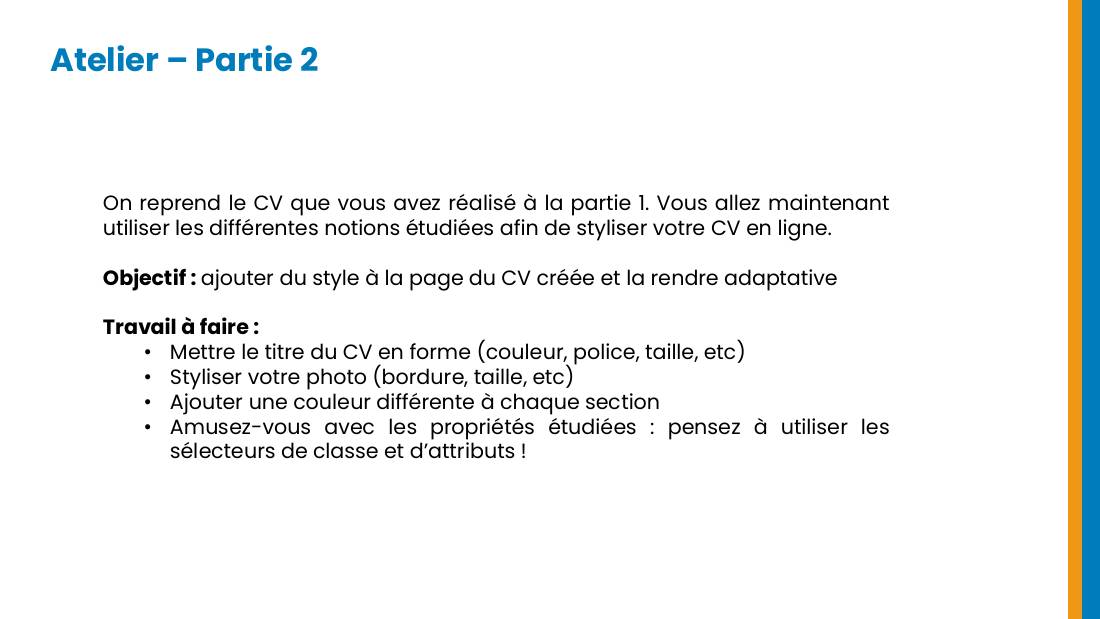 Atelier – Partie 2
On reprend le CV que vous avez réalisé à la partie 1. Vous allez maintenant
utiliser les différentes notions étudiées afin de styliser votre CV en ligne.
Objectif : ajouter du style à la page du CV créée et la rendre adaptative
Travail à faire :
• Mettre le titre du CV en forme (couleur, police, taille, etc)
• Styliser votre photo (bordure, taille, etc)
• Ajouter une couleur différente à chaque section
• Amusez-vous avec les propriétés étudiées : pensez à utiliser les
sélecteurs de classe et d’attributs !